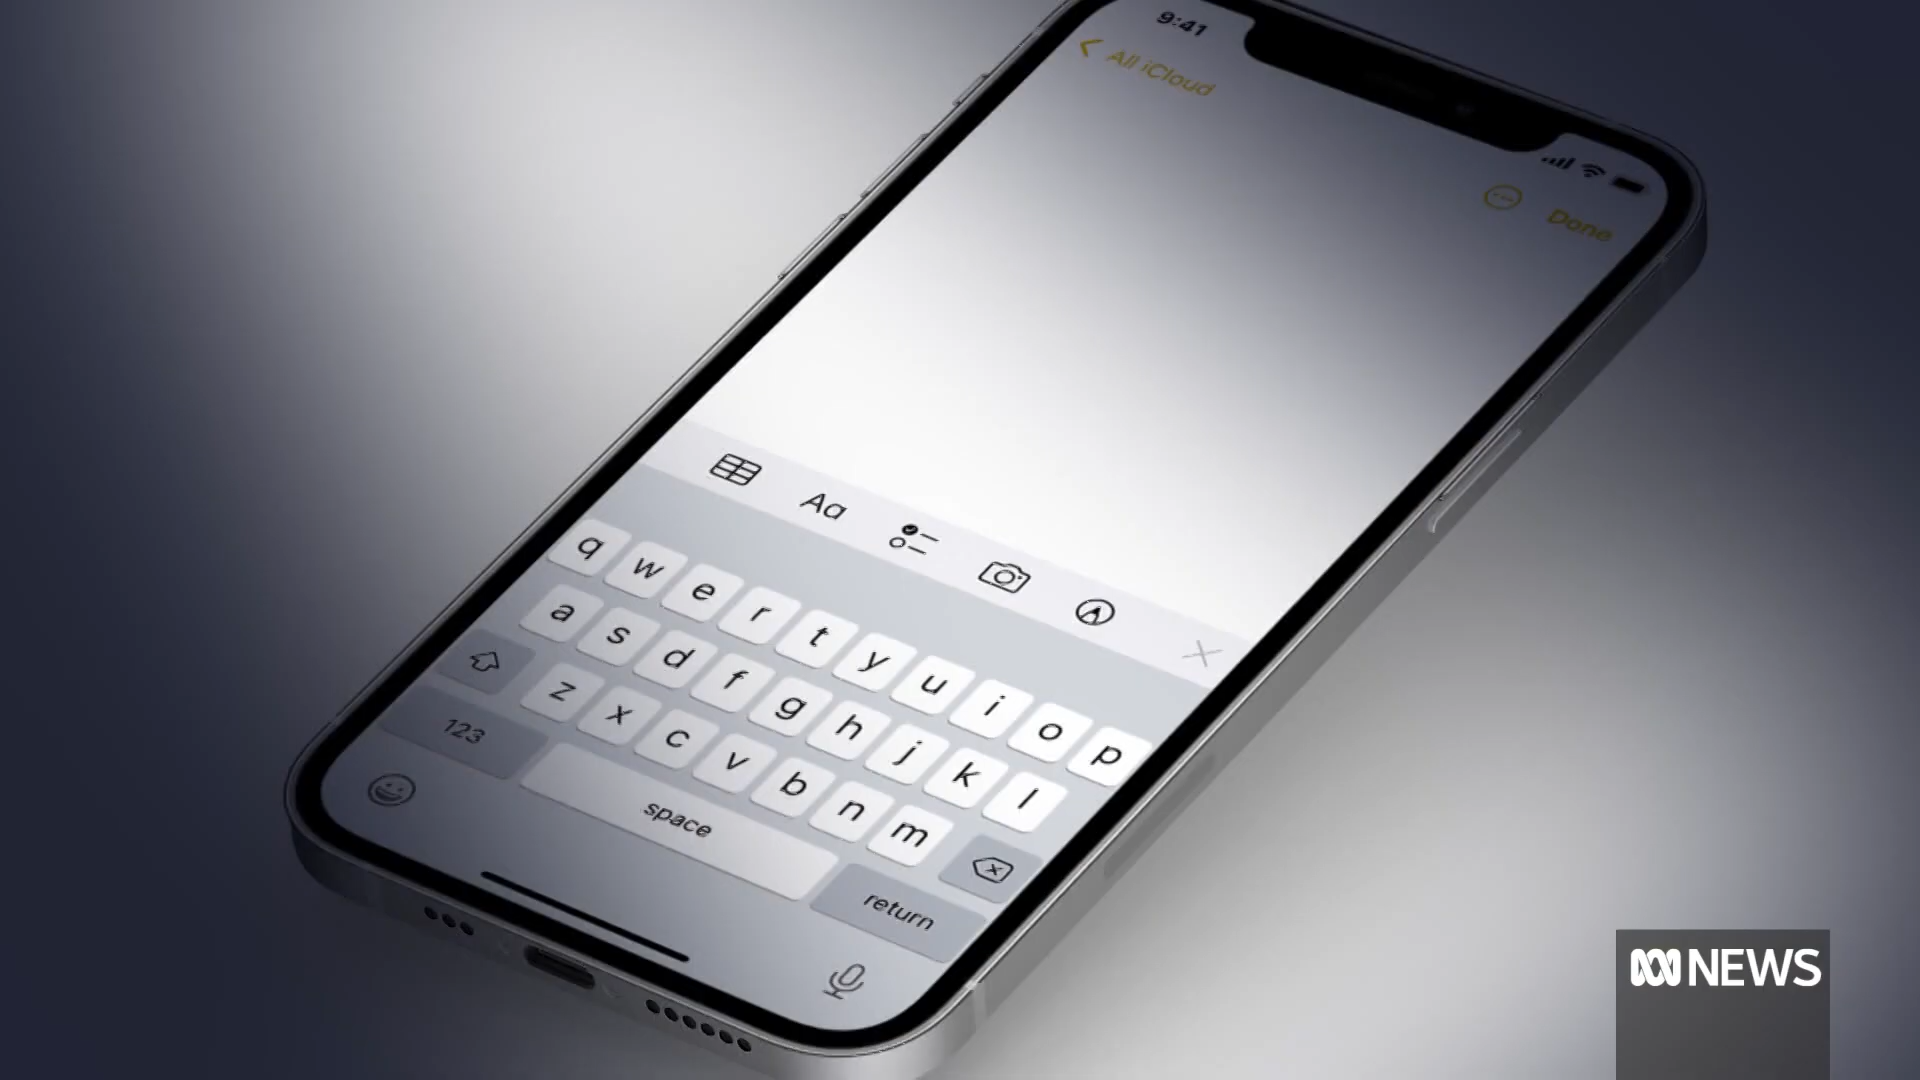 9:41
All iCloud
Done
Aa
q w e r t y u i o p
a s d f g h j k l
z x c v b n m
123
space
return
NEWS